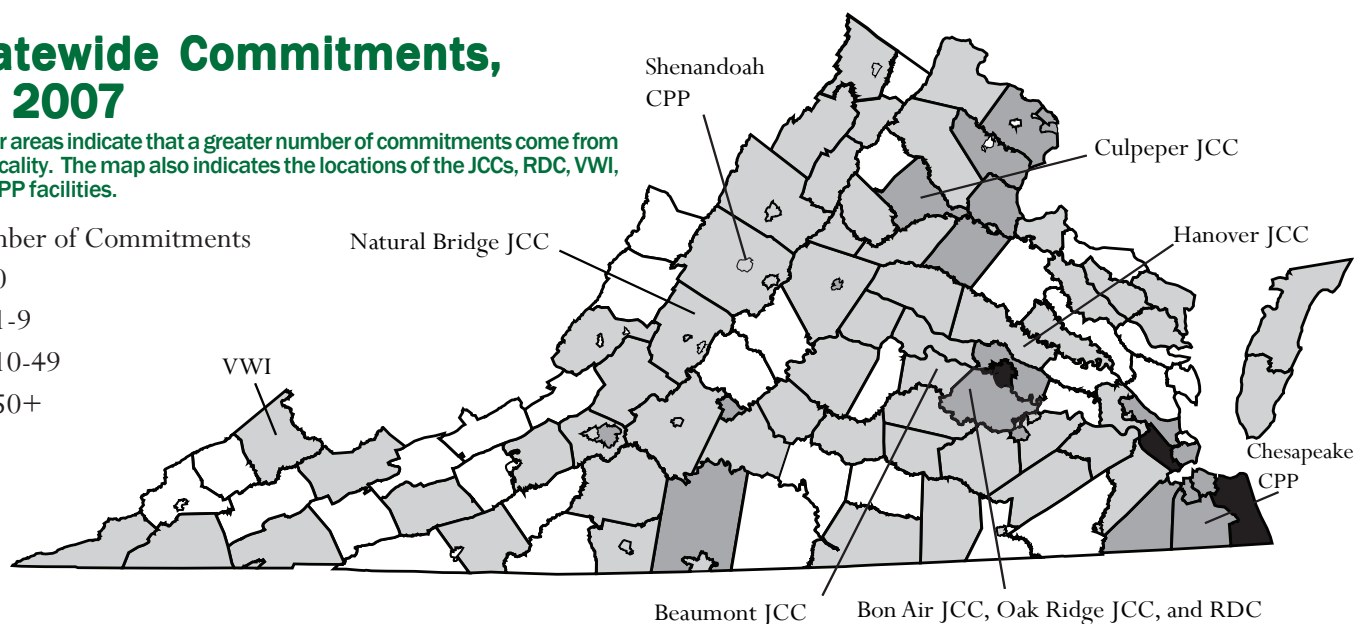 atewide Commitments,
2007
r areas indicate that a greater number of commitments come from
cality. The map also indicates the locations of the JCCs, RDC, VWI,
PP facilities.
nber of Commitments
0
1-9
10-49
50+
Shenandoah
CPP
Culpeper JCC
Natural Bridge JCC
Hanover JCC
VWI
Chesapeake
CPP
Beaumont JCC
Bon Air JCC, Oak Ridge JCC, and RDC